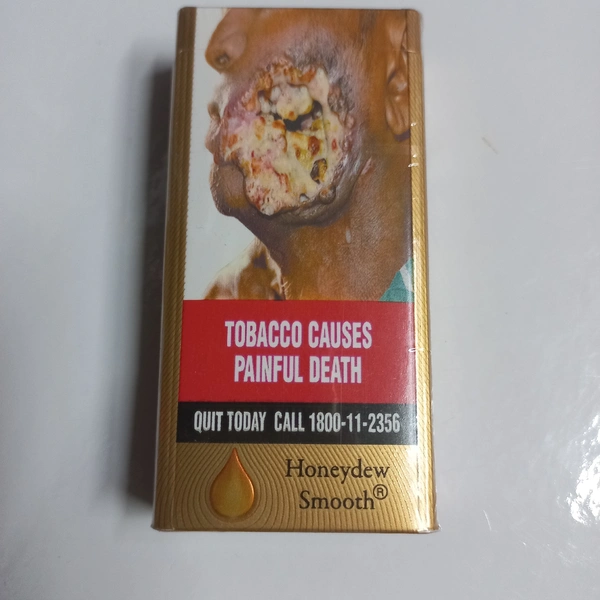 TOBACCO CAUSES
PAINFUL DEATH
QUIT TODAY CALL 1800-11-2356
Honeydew
Smooth®